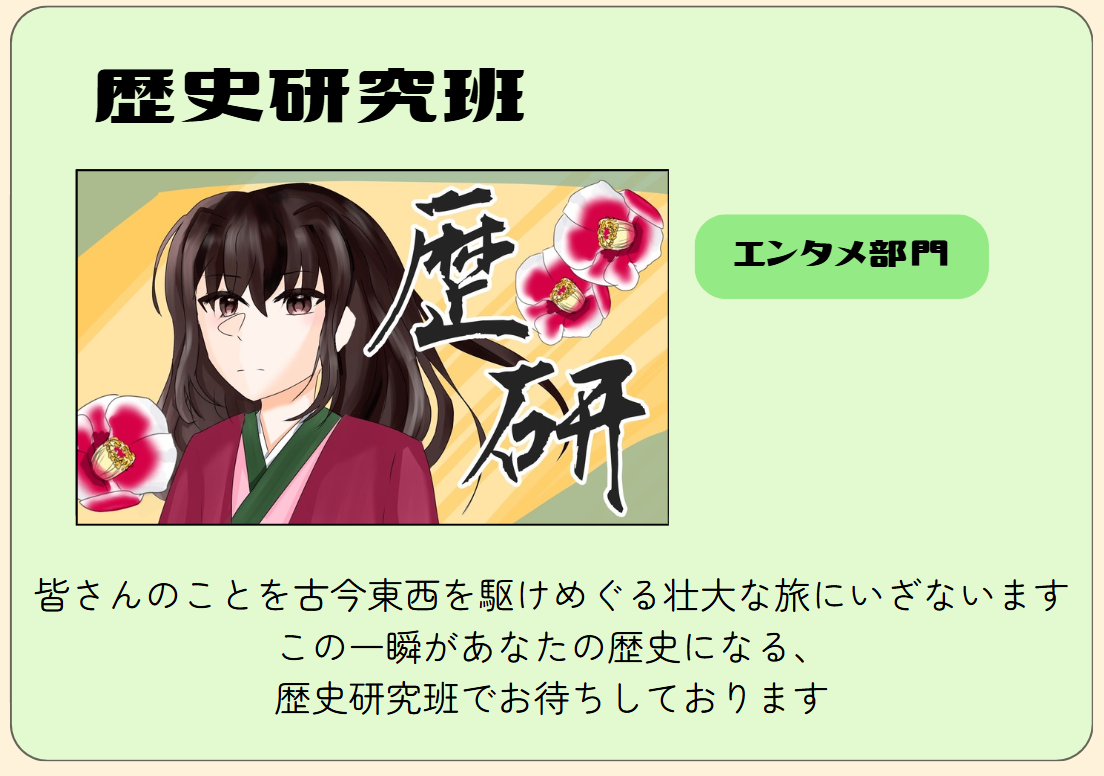 歴史研究班
歴
研
エンタメ部門
皆さんのことを古今東西を駆けめぐる壮大な旅にいざないます
この一瞬があなたの歴史になる、
歴史研究班でお待ちしております